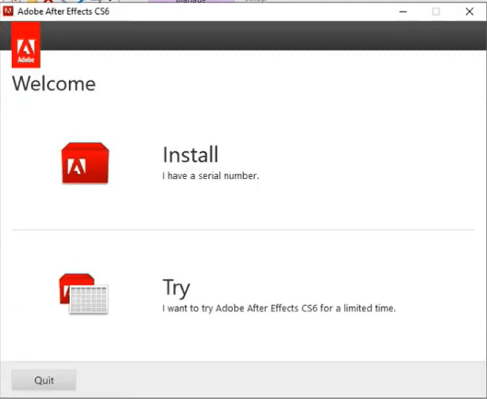 Adobe After Effects CS6
Adobe
Welcome
Install
I have a serial number.
Try
I want to try Adobe After Effects CS6 for a limited time.
Quit